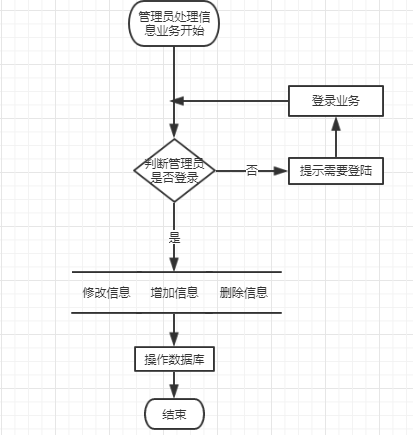 管理员处理信
息业务开始
登录业务
判断管理员
是否登录
否
提示需要登陆
是
修改信息 增加信息 删除信息
操作数据库
结束